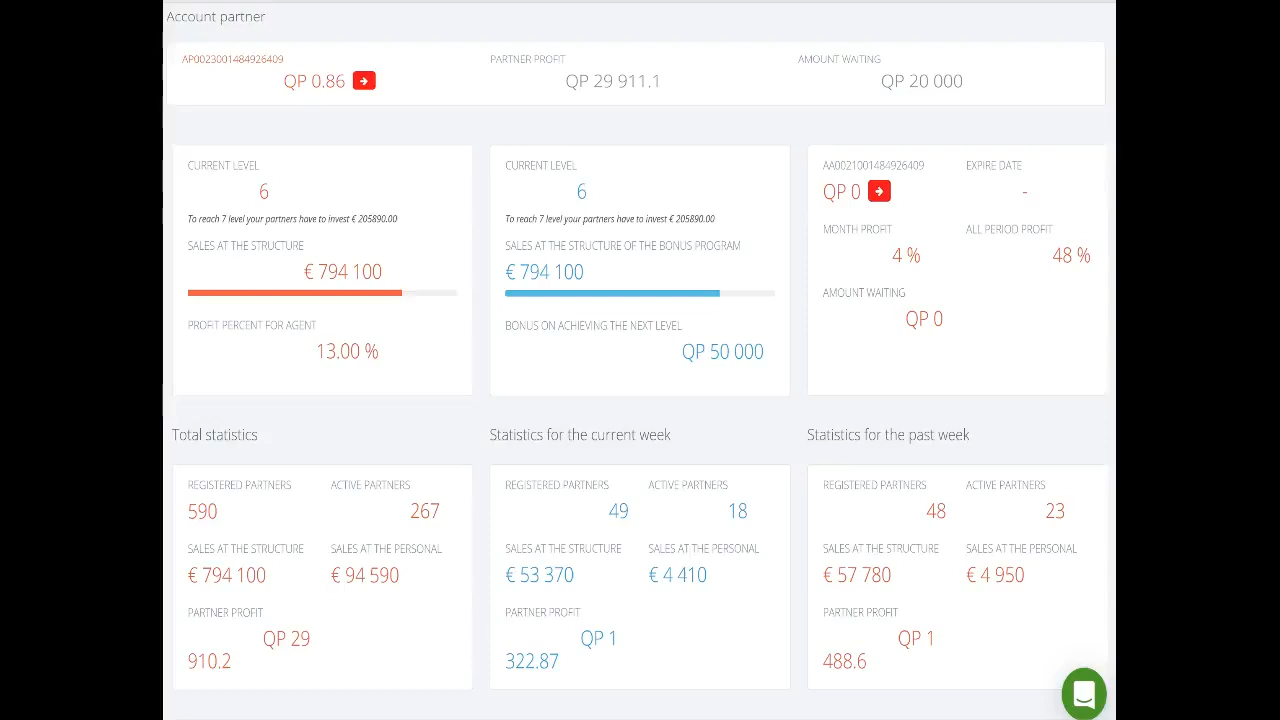 Account partner
AP0023001484926409 PARTNER PROFIT AMOUNT WAITING
QP 0.86 QP 29 911.1 QP 20 000
CURRENT LEVEL
6
To reach 7 level your partners have to invest € 205890.00
SALES AT THE STRUCTURE
€ 794 100
PROFIT PERCENT FOR AGENT
13.00 %
CURRENT LEVEL
6
To reach 7 level your partners have to invest € 205890.00
SALES AT THE STRUCTURE OF THE BONUS PROGRAM
€ 794 100
BONUS ON ACHIEVING THE NEXT LEVEL
QP 50 000
AA0021001484926409 EXPIRE DATE
QP 0 -
MONTH PROFIT ALL PERIOD PROFIT
4 % 48 %
AMOUNT WAITING
QP 0
Total statistics
REGISTERED PARTNERS ACTIVE PARTNERS
590 267
SALES AT THE STRUCTURE SALES AT THE PERSONAL
€ 794 100 € 94 590
PARTNER PROFIT
QP 29
910.2
Statistics for the current week
REGISTERED PARTNERS ACTIVE PARTNERS
49 18
SALES AT THE STRUCTURE SALES AT THE PERSONAL
€ 53 370 € 4 410
PARTNER PROFIT
QP 1
322.87
Statistics for the past week
REGISTERED PARTNERS ACTIVE PARTNERS
48 23
SALES AT THE STRUCTURE SALES AT THE PERSONAL
€ 57 780 € 4 950
PARTNER PROFIT
QP 1
488.6